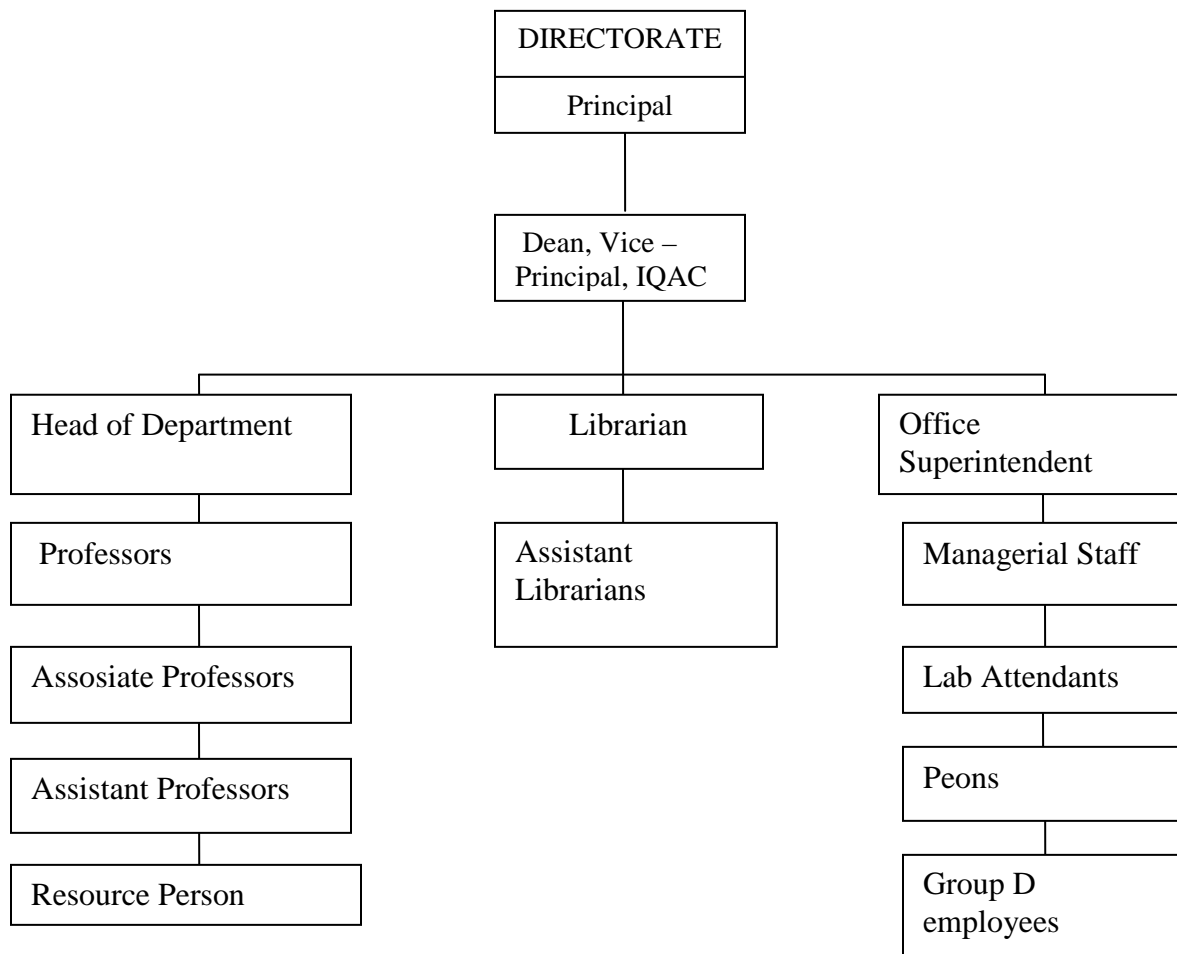 DIRECTORATE
Principal
Dean, Vice –
Principal, IQAC
Head of Department
Professors
Assosiate Professors
Assistant Professors
Resource Person
Librarian
Assistant
Librarians
Office
Superintendent
Managerial Staff
Lab Attendants
Peons
Group D
employees